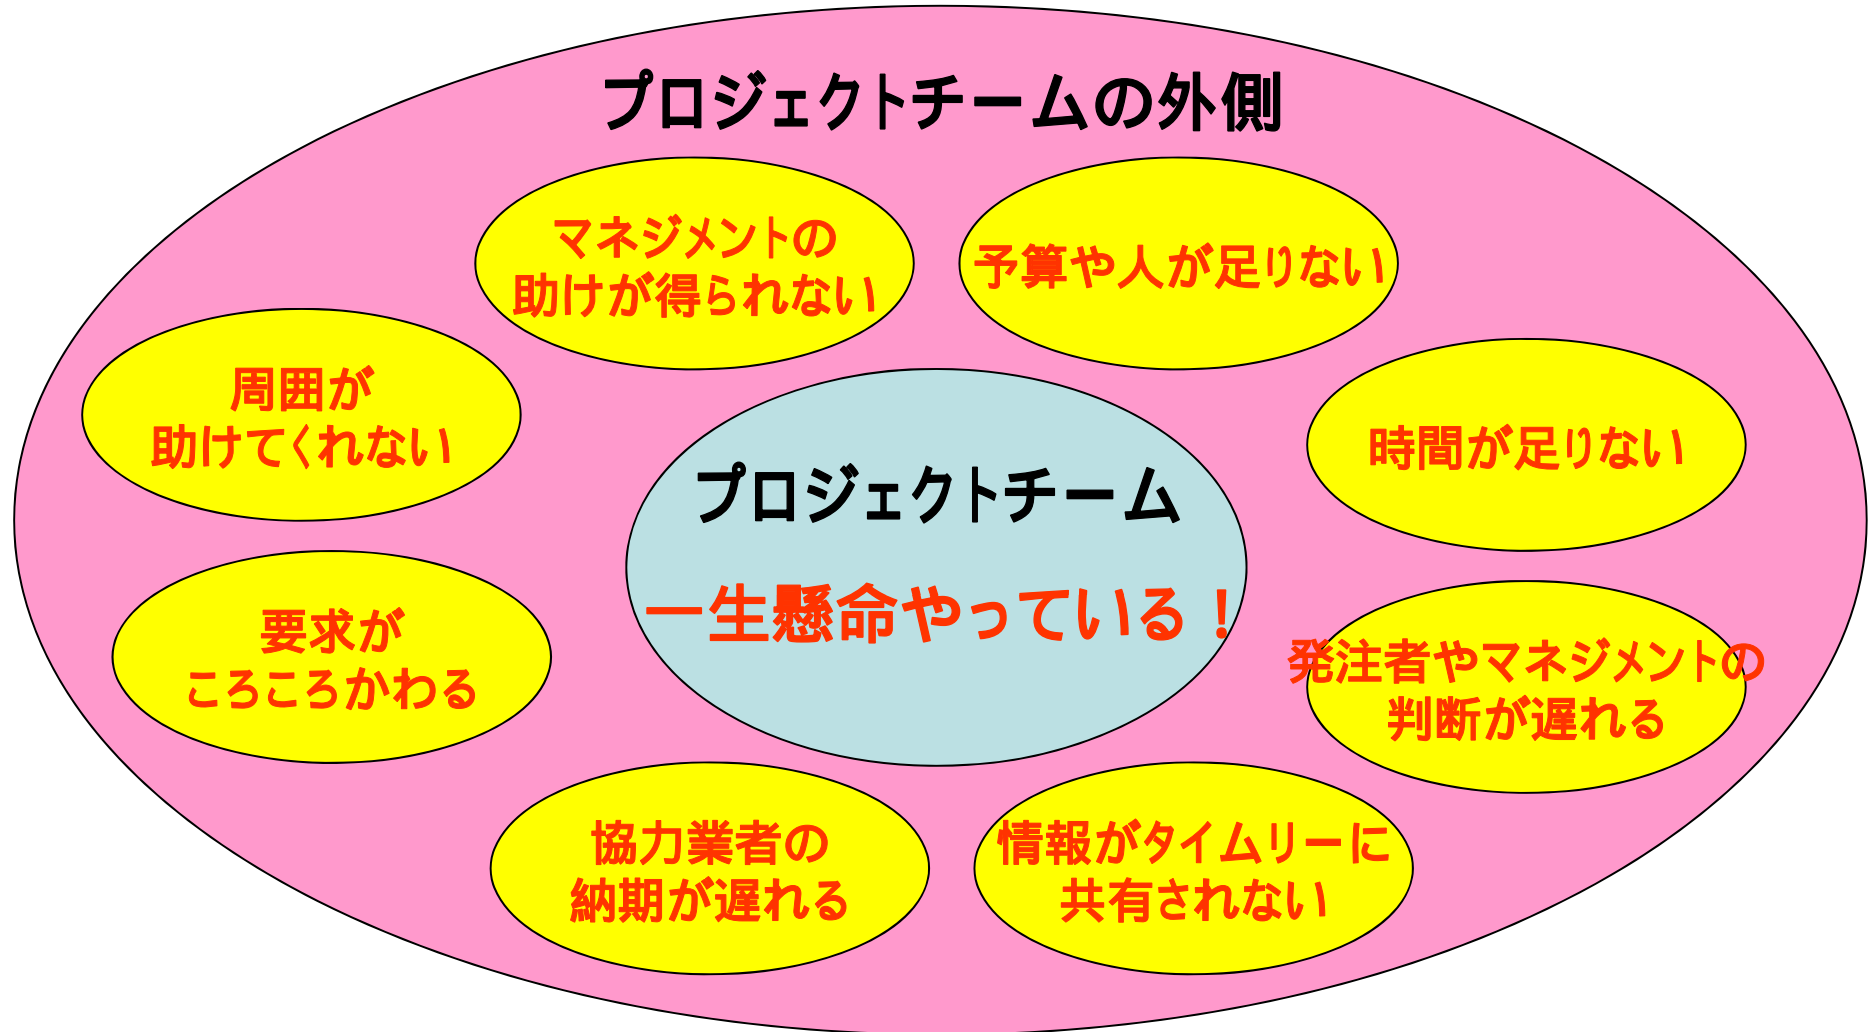 プロジェクトチームの外側
マネジメントの
助けが得られない
予算や人が足りない
周囲が
助けてくれない
時間が足りない
プロジェクトチーム
一生懸命やっている！
要求が
ころころかわる
発注者やマネジメントの
判断が遅れる
協力業者の
納期が遅れる
情報がタイムリーに
共有されない